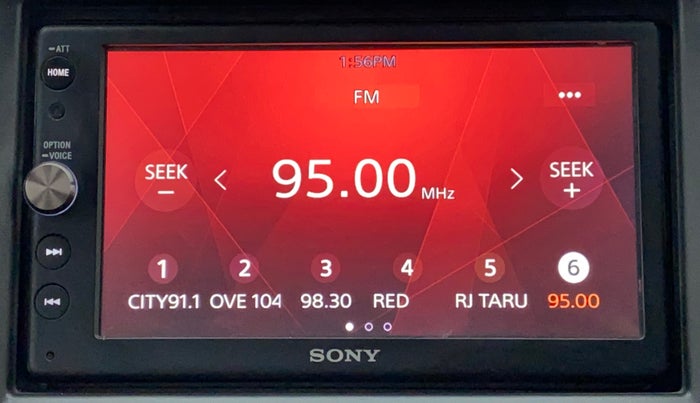 ATT
HOME
OPTION
VOICE
1:56PM
FM
•••
SEEK
−
<
95.00 MHz
>
SEEK
+
1 2 3 4 5 6
CITY91.1 OVE 104 98.30 RED RJ TARU 95.00
SONY